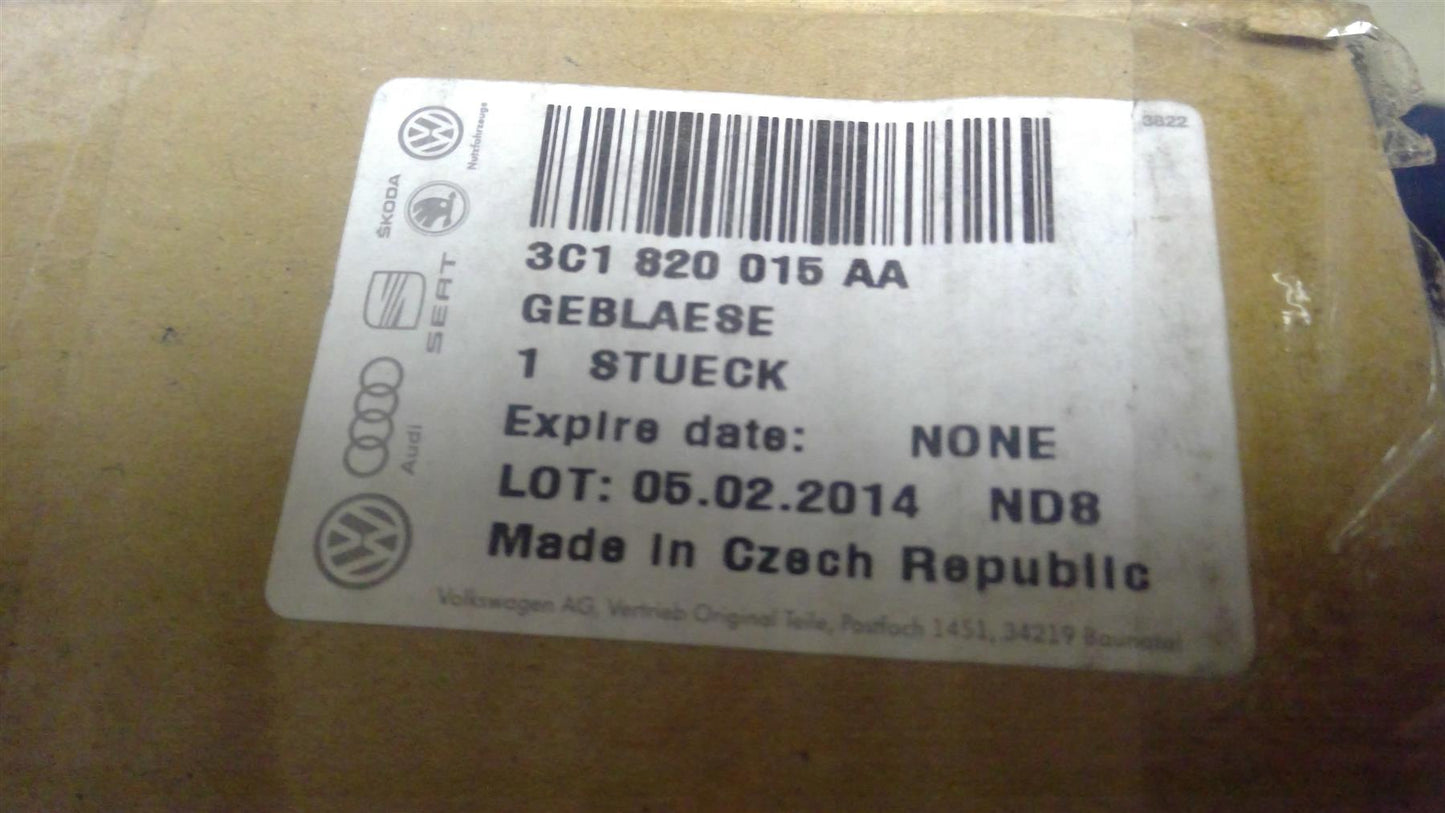 3822
Nutzfahrzeuge
ŠKODA
SEAT
Audi
3C1 820 015 AA
GEBLAESE
1 STUECK
Expire date: NONE
LOT: 05.02.2014 ND8
Made in Czech Republic
Volkswagen AG, Vertrieb Original Teile, Postfach 1451, 34219 Baunatal